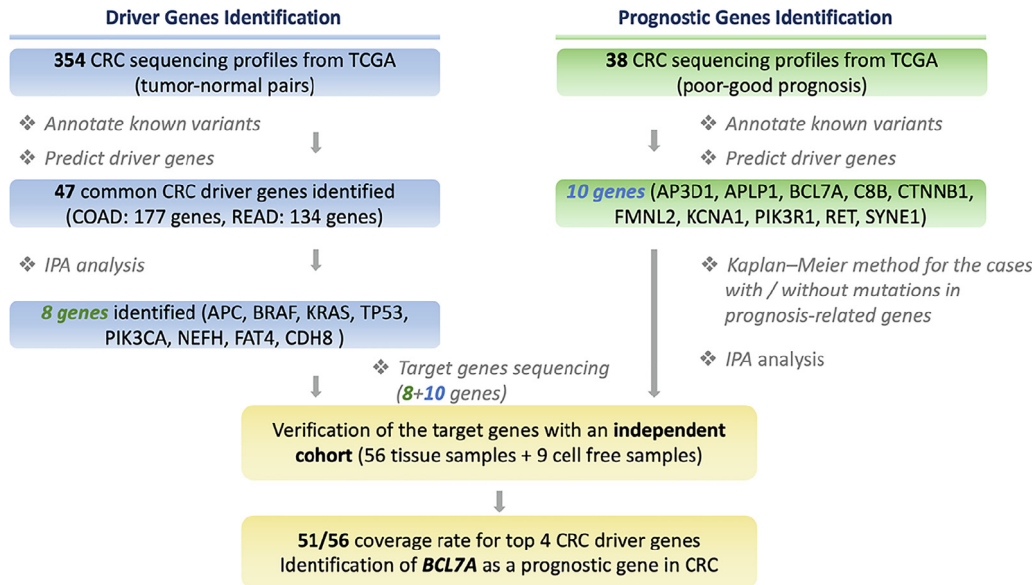 Driver Genes Identification
354 CRC sequencing profiles from TCGA
(tumor-normal pairs)
❖ Annotate known variants
❖ Predict driver genes
47 common CRC driver genes identified
(COAD: 177 genes, READ: 134 genes)
❖ IPA analysis
8 genes identified (APC, BRAF, KRAS, TP53,
PIK3CA, NEFH, FAT4, CDH8 )
Prognostic Genes Identification
38 CRC sequencing profiles from TCGA
(poor-good prognosis)
❖ Annotate known variants
❖ Predict driver genes
10 genes (AP3D1, APLP1, BCL7A, C8B, CTNNB1,
FMNL2, KCNA1, PIK3R1, RET, SYNE1)
❖ Kaplan–Meier method for the cases
with / without mutations in
prognosis-related genes
❖ IPA analysis
❖ Target genes sequencing
(8+10 genes)
Verification of the target genes with an independent
cohort (56 tissue samples + 9 cell free samples)
51/56 coverage rate for top 4 CRC driver genes
Identification of BCL7A as a prognostic gene in CRC